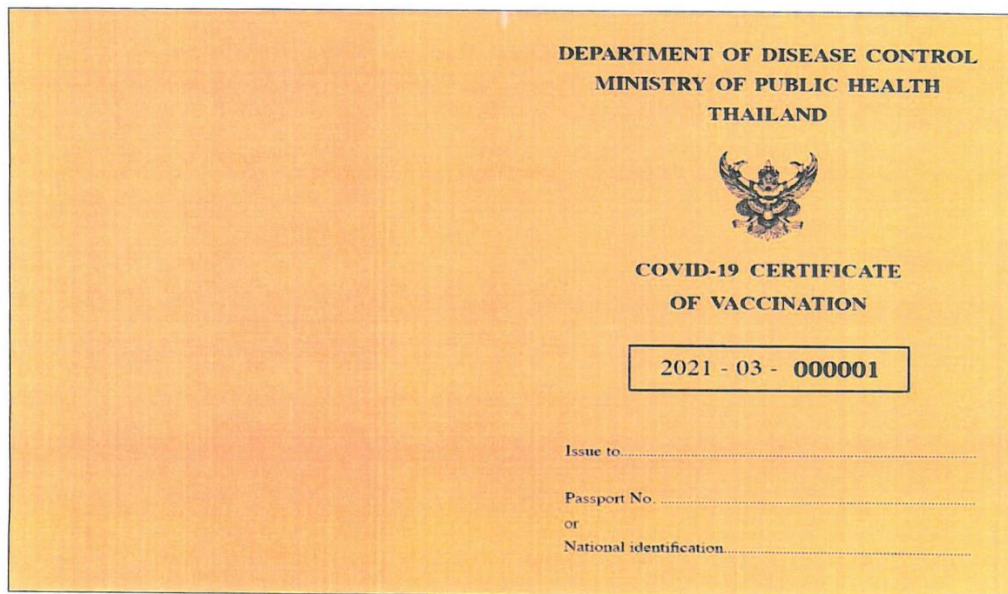 DEPARTMENT OF DISEASE CONTROL
MINISTRY OF PUBLIC HEALTH
THAILAND
COVID-19 CERTIFICATE
OF VACCINATION
2021 - 03 - 000001
Issue to
Passport No.
or
National identification